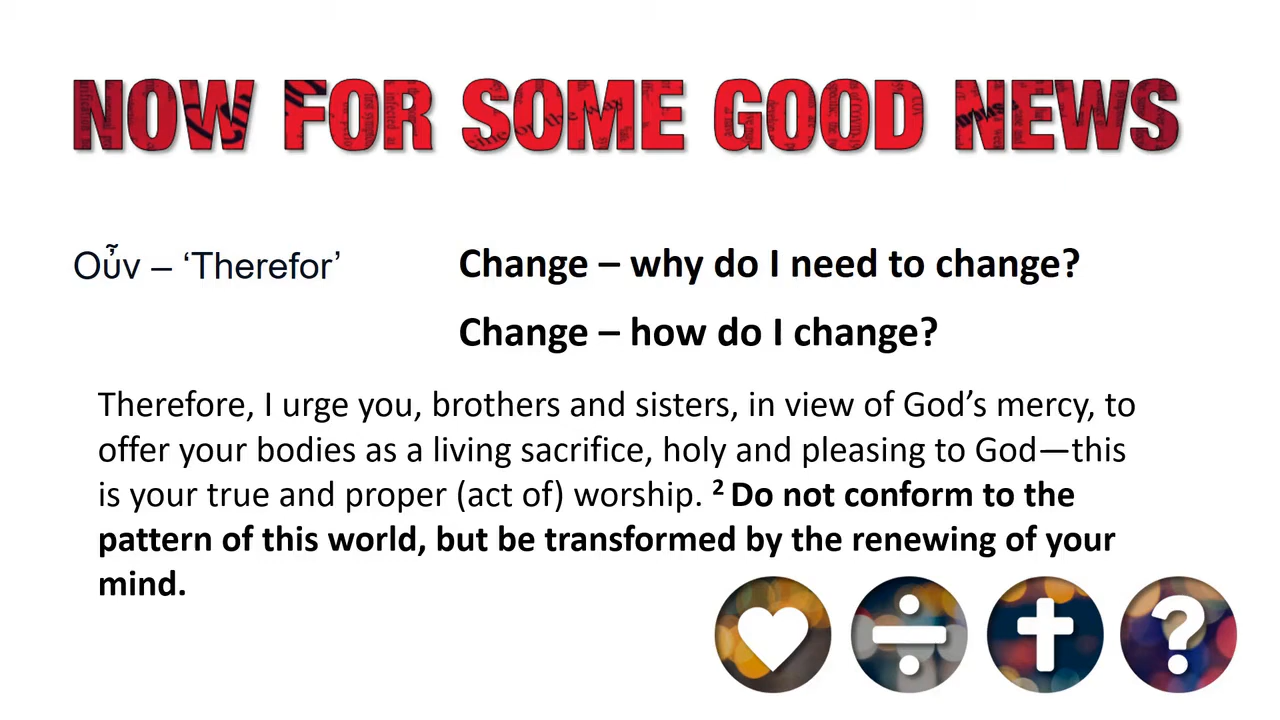 NOW FOR SOME GOOD NEWS
Οὖν – ‘Therefor’
Change – why do I need to change?
Change – how do I change?
Therefore, I urge you, brothers and sisters, in view of God’s mercy, to
offer your bodies as a living sacrifice, holy and pleasing to God—this
is your true and proper (act of) worship. ² Do not conform to the
pattern of this world, but be transformed by the renewing of your
mind.